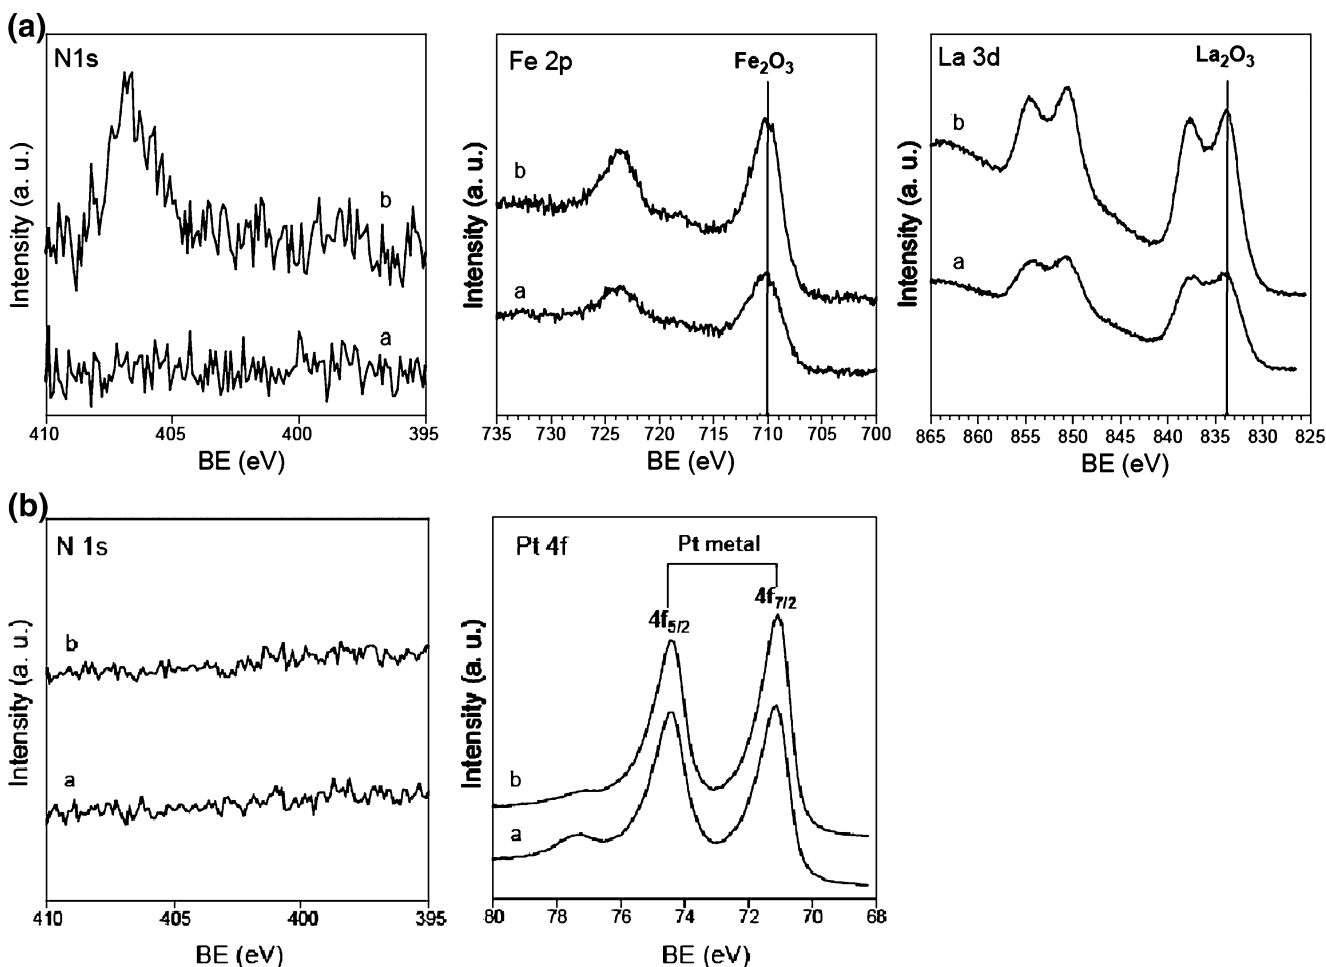 (a)
N1s
b
a
Intensity (a. u.)
410 405 400 395
BE (eV)
Fe 2p
Fe₂O₃
b
a
Intensity (a. u.)
735 730 725 720 715 710 705 700
BE (eV)
La 3d
La₂O₃
b
a
Intensity (a. u.)
865 860 855 850 845 840 835 830 825
BE (eV)
(b)
N 1s
b
a
Intensity (a. u.)
410 405 400 395
BE (eV)
Pt 4f
Pt metal
4f7/2
4f5/2
b
a
Intensity (a. u.)
80 78 76 74 72 70 68
BE (eV)